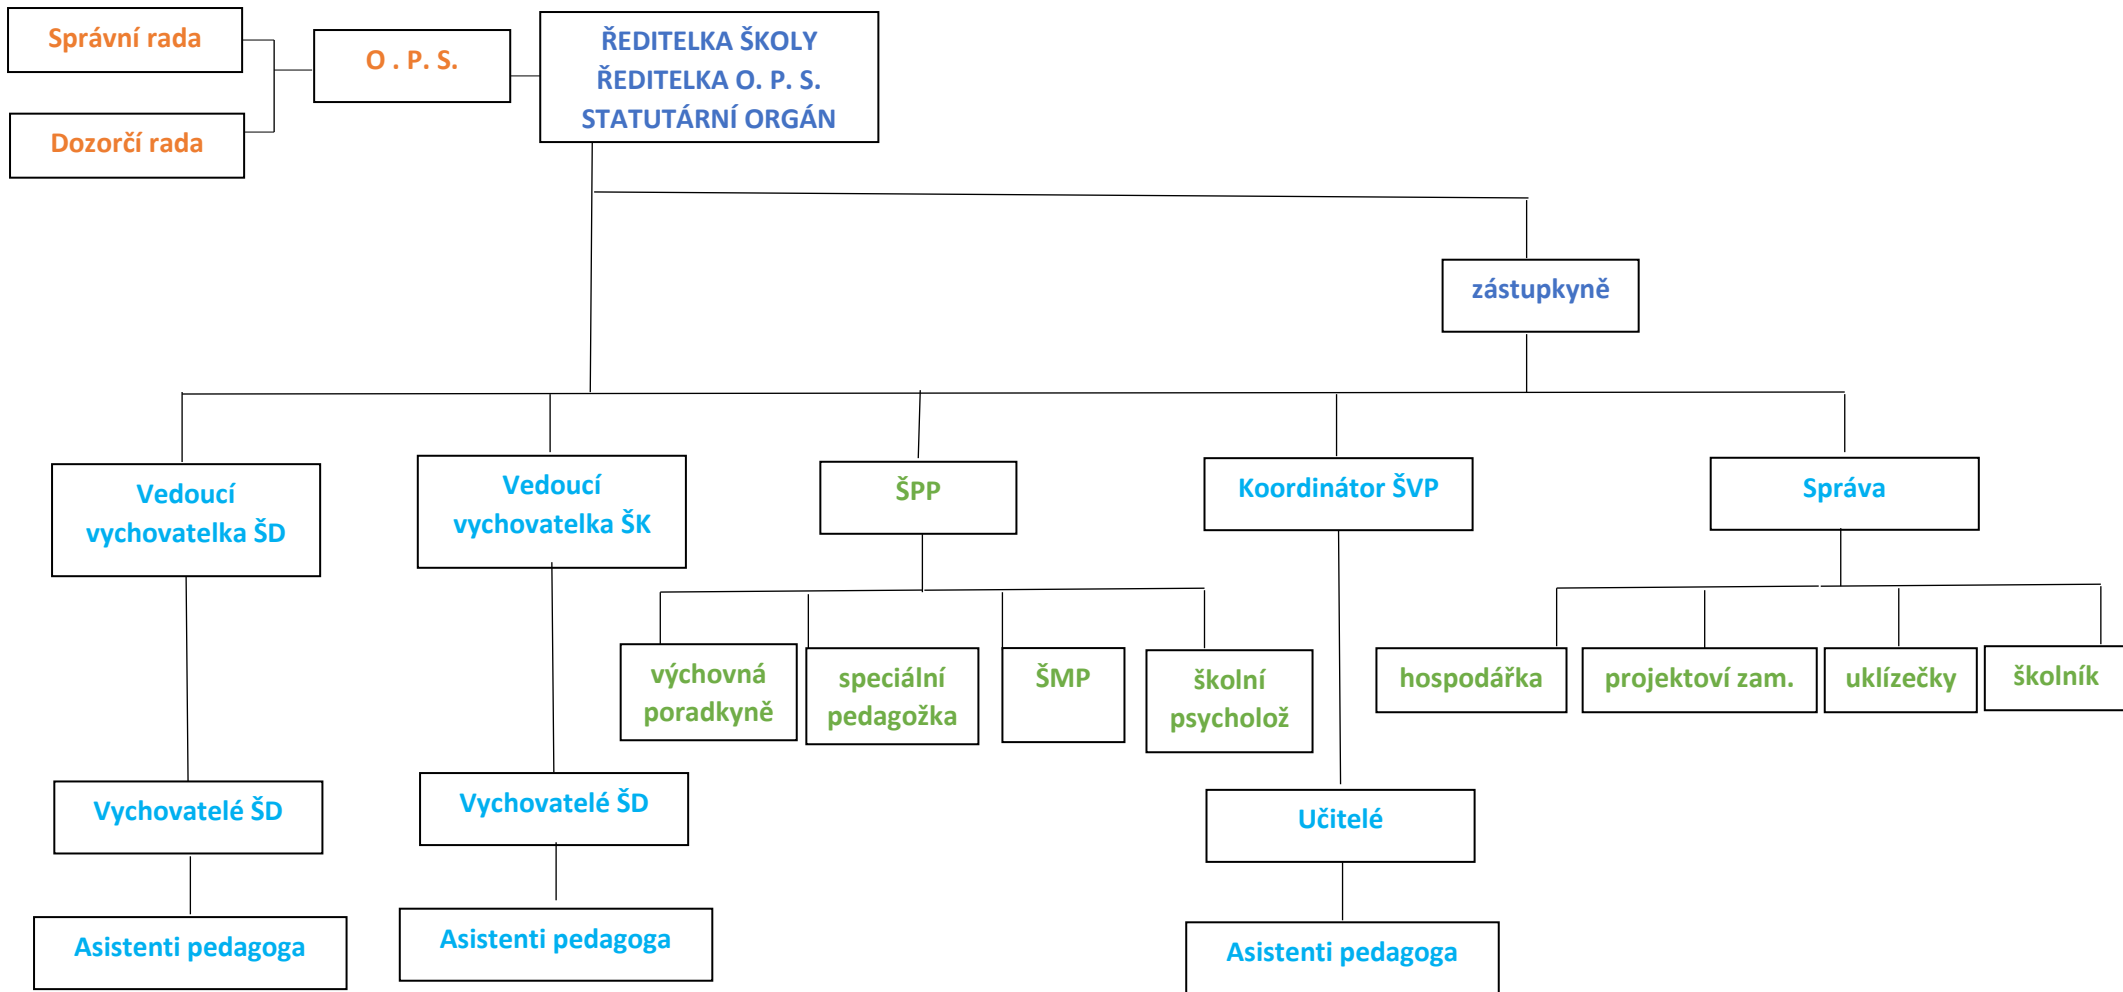 Správní rada
O . P. S.
ŘEDITELKA ŠKOLY
ŘEDITELKA O. P. S.
STATUTÁRNÍ ORGÁN
Dozorčí rada
zástupkyně
Vedoucí
vychovatelka ŠD
Vedoucí
vychovatelka ŠK
ŠPP
Koordinátor ŠVP
Správa
výchovná
poradkyně
speciální
pedagožka
ŠMP
školní
psycholož
hospodářka
projektoví zam.
uklízečky
školník
Vychovatelé ŠD
Vychovatelé ŠD
Učitelé
Asistenti pedagoga
Asistenti pedagoga
Asistenti pedagoga